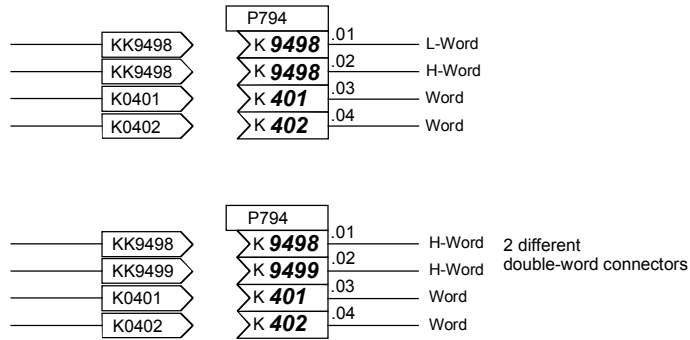 P794
KK9498 K 9498 .01 L-Word
KK9498 K 9498 .02 H-Word
K0401 K 401 .03 Word
K0402 K 402 .04 Word
P794
KK9498 K 9498 .01 H-Word 2 different
KK9499 K 9499 .02 H-Word double-word connectors
K0401 K 401 .03 Word
K0402 K 402 .04 Word